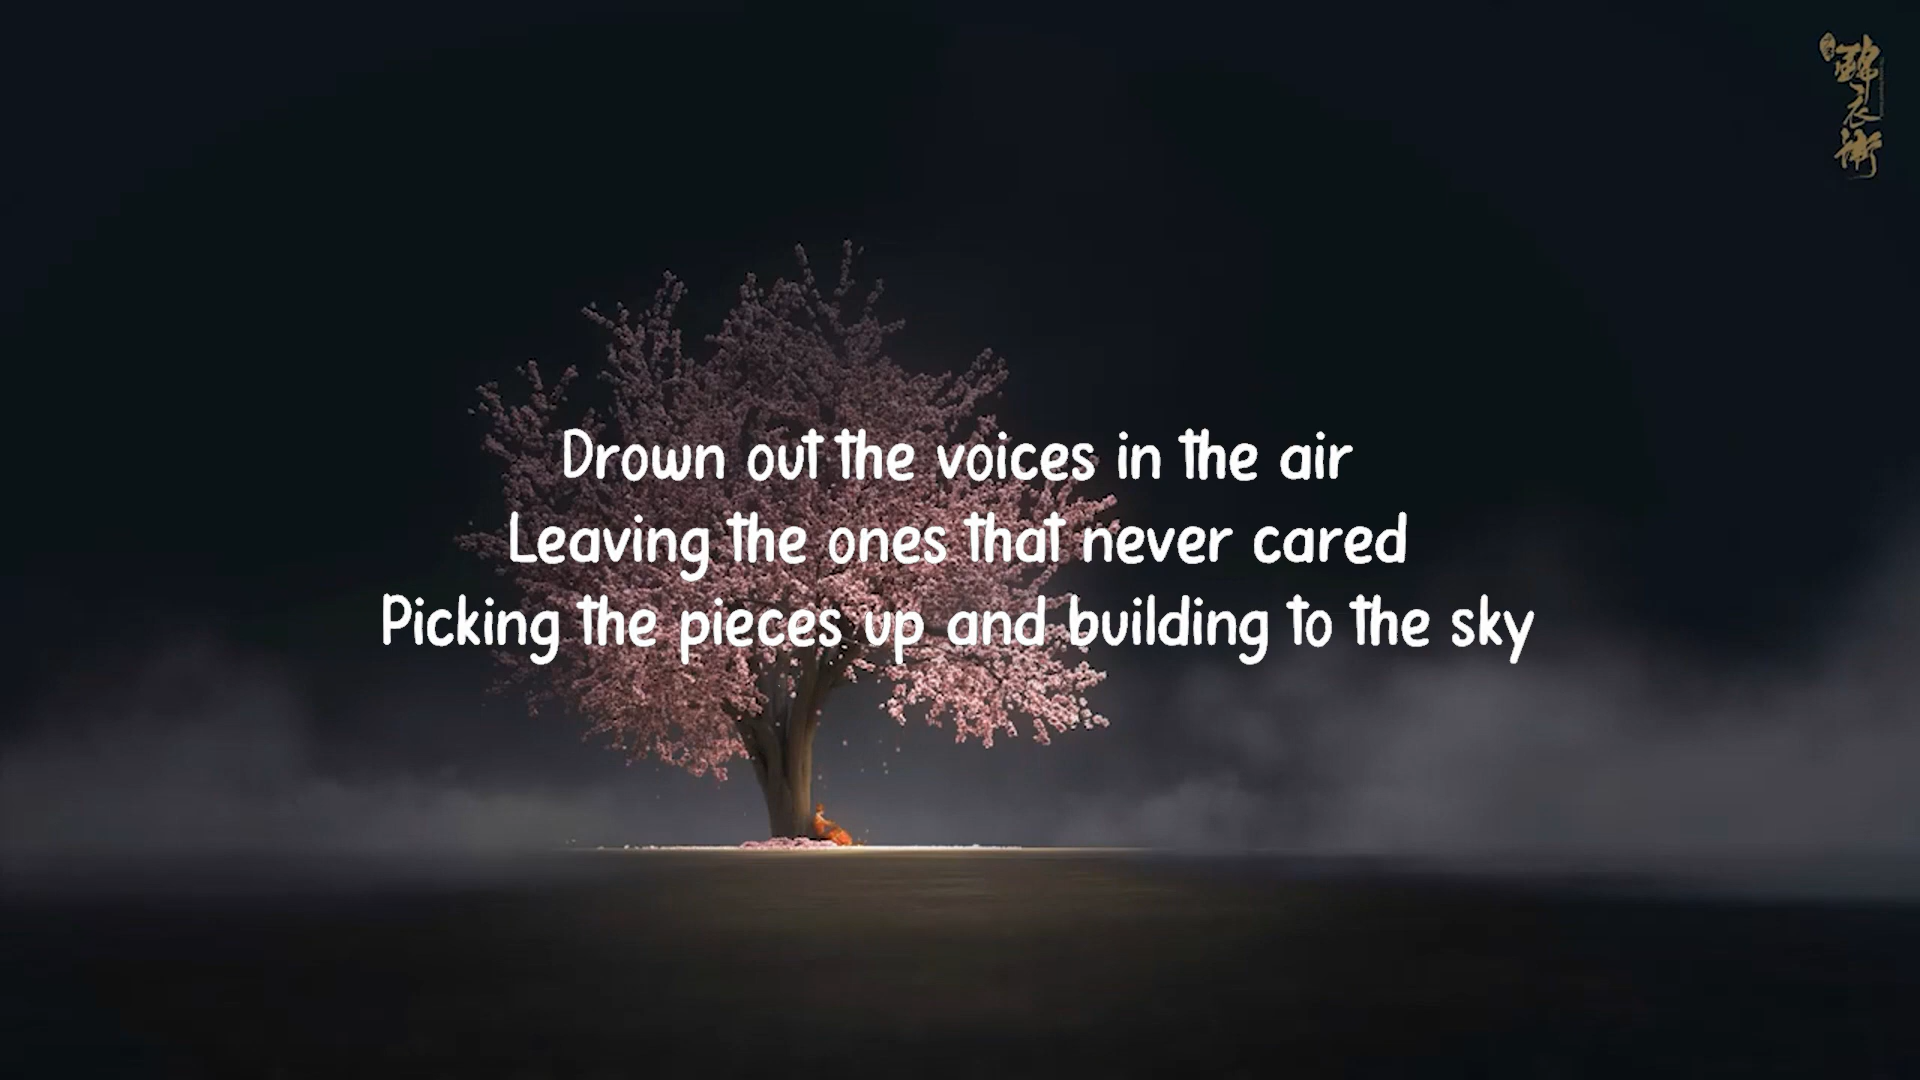 Drown out the voices in the air
Leaving the ones that never cared
Picking the pieces up and building to the sky
錦衣衛